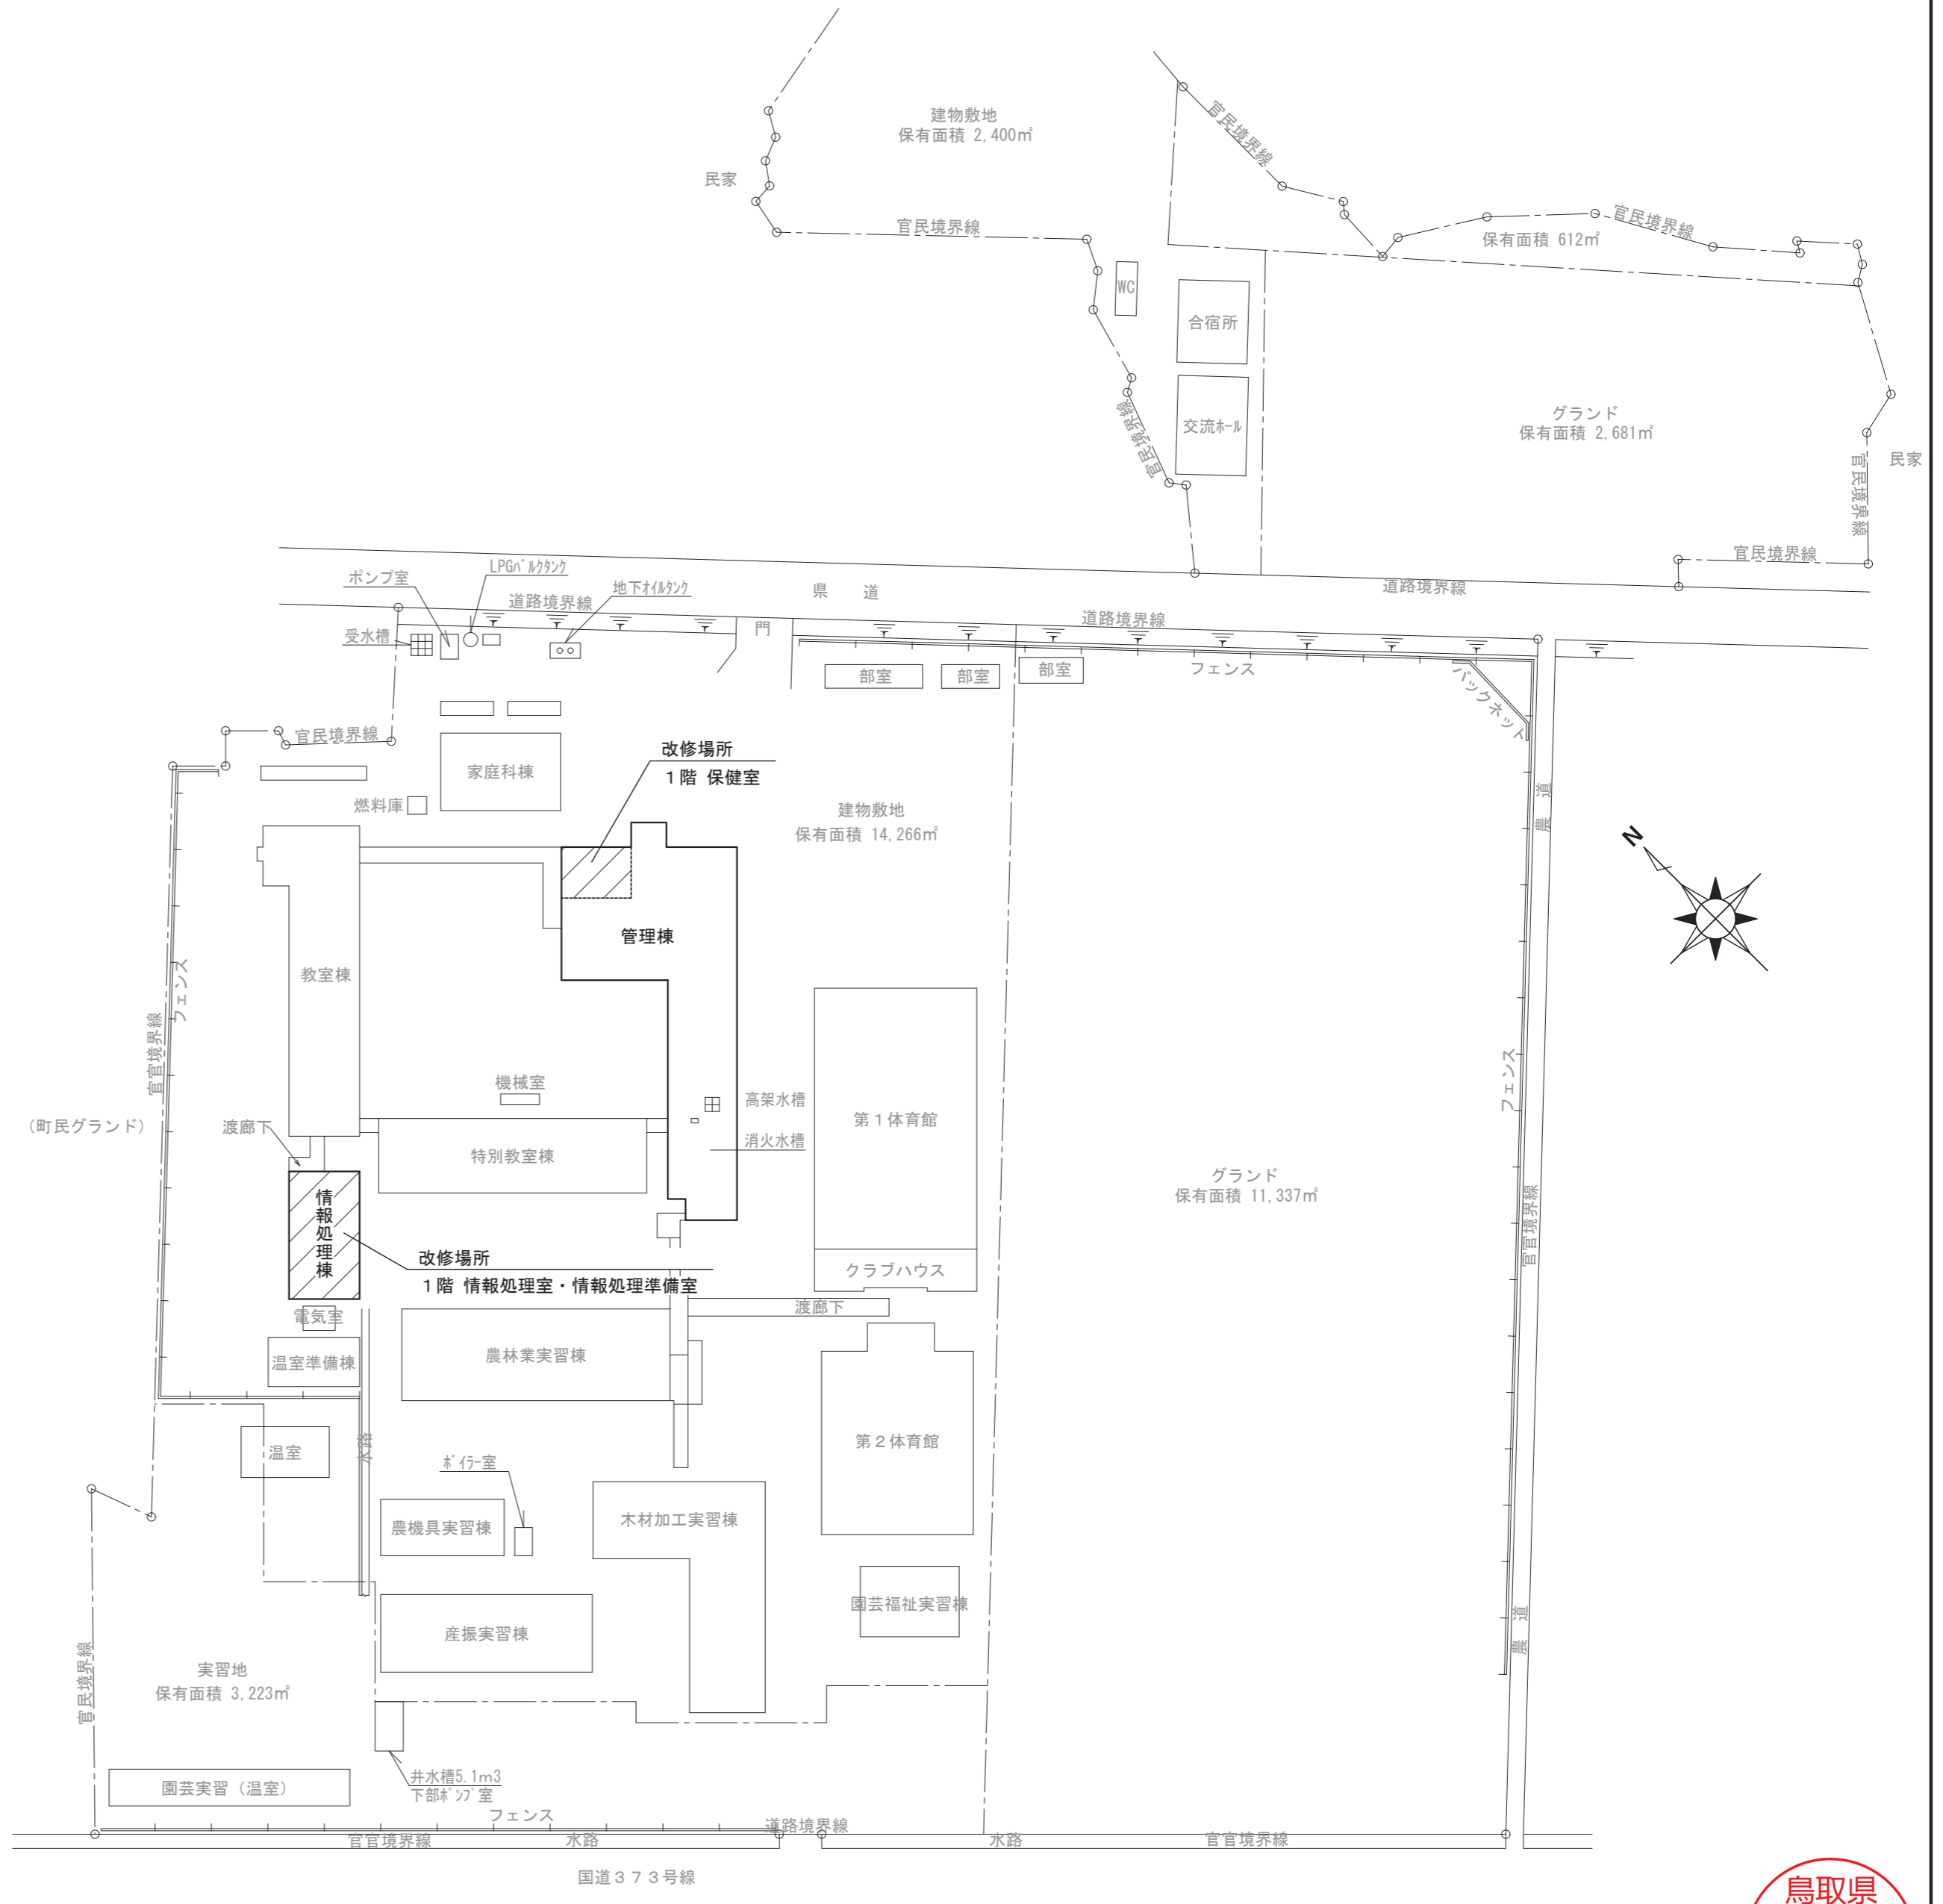 建物敷地
保有面積 2,400㎡
民家
官民境界線
官民境界線
官民境界線
保有面積 612㎡
WC
合宿所
交流ホール
官民境界線
グランド
保有面積 2,681㎡
官民境界線
民家
官民境界線
道路境界線
県 道
ポンプ室
LPGバルクタンク
地下オイルタンク
道路境界線
道路境界線
受水槽
門
部室
部室
部室
フェンス
バックネット
官民境界線
家庭科棟
燃料庫
改修場所
1階 保健室
建物敷地
保有面積 14,266㎡
農 道
N
管理棟
教室棟
フェンス
官官境界線
機械室
高架水槽
消火水槽
(町民グランド)
渡廊下
特別教室棟
第1体育館
フェンス
グランド
保有面積 11,337㎡
官官境界線
情報処理棟
改修場所
1階 情報処理室・情報処理準備室
クラブハウス
渡廊下
電気室
温室準備棟
農林業実習棟
温室
水路
ボイラー室
第2体育館
農機具実習棟
木材加工実習棟
園芸福祉実習棟
産振実習棟
農 道
官民境界線
実習地
保有面積 3,223㎡
園芸実習(温室)
井水槽5.1m3
下部ポンプ室
フェンス
道路境界線
官官境界線
水路
水路
官官境界線
国道373号線
鳥取県